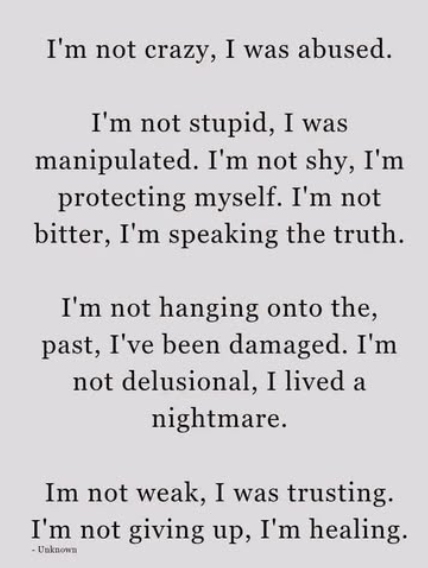 I'm not crazy, I was abused.
I'm not stupid, I was
manipulated. I'm not shy, I'm
protecting myself. I'm not
bitter, I'm speaking the truth.
I'm not hanging onto the,
past, I've been damaged. I'm
not delusional, I lived a
nightmare.
Im not weak, I was trusting.
I'm not giving up, I'm healing.
- Unknown